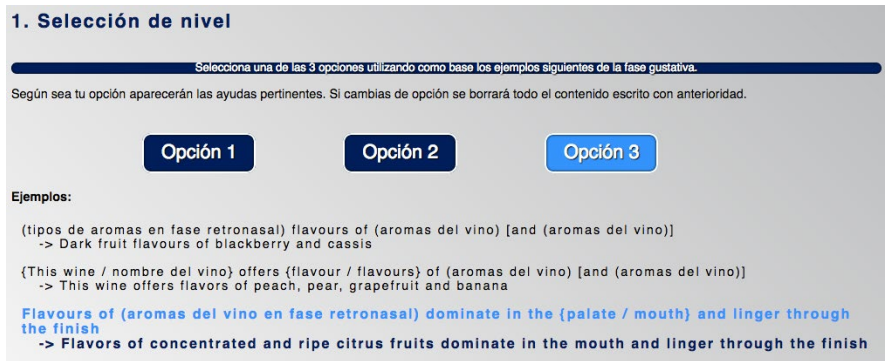 1. Selección de nivel
Selecciona una de las 3 opciones utilizando como base los ejemplos siguientes de la fase gustativa.
Según sea tu opción aparecerán las ayudas pertinentes. Si cambias de opción se borrará todo el contenido escrito con anterioridad.
Opción 1 Opción 2 Opción 3
Ejemplos:
(tipos de aromas en fase retronasal) flavours of (aromas del vino) [and (aromas del vino)]
-> Dark fruit flavours of blackberry and cassis
{This wine / nombre del vino} offers {flavour / flavours} of (aromas del vino) [and (aromas del vino)]
-> This wine offers flavors of peach, pear, grapefruit and banana
Flavours of (aromas del vino en fase retronasal) dominate in the {palate / mouth} and linger through
the finish
-> Flavors of concentrated and ripe citrus fruits dominate in the mouth and linger through the finish